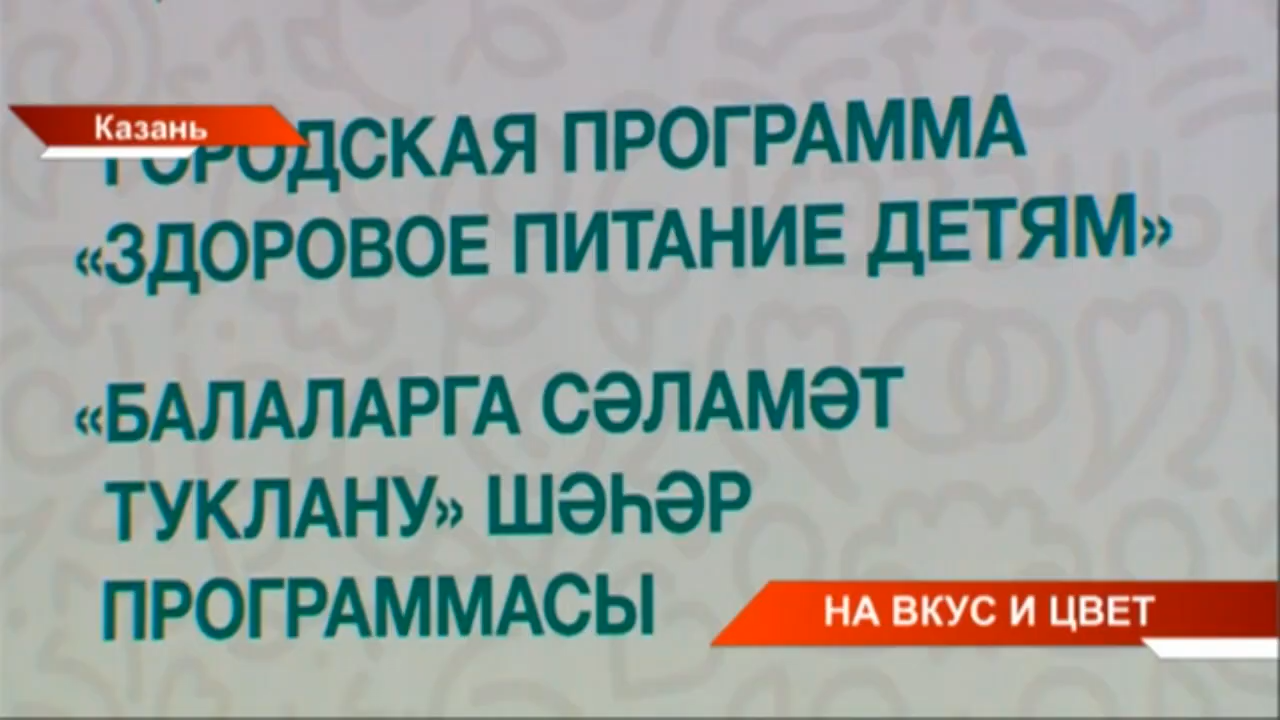 Казань
ГОРОДСКАЯ ПРОГРАММА
«ЗДОРОВОЕ ПИТАНИЕ ДЕТЯМ»
«БАЛАЛАРГА СӘЛАМӘТ
ТУКЛАНУ» ШӘҺӘР
ПРОГРАММАСЫ
НА ВКУС И ЦВЕТ